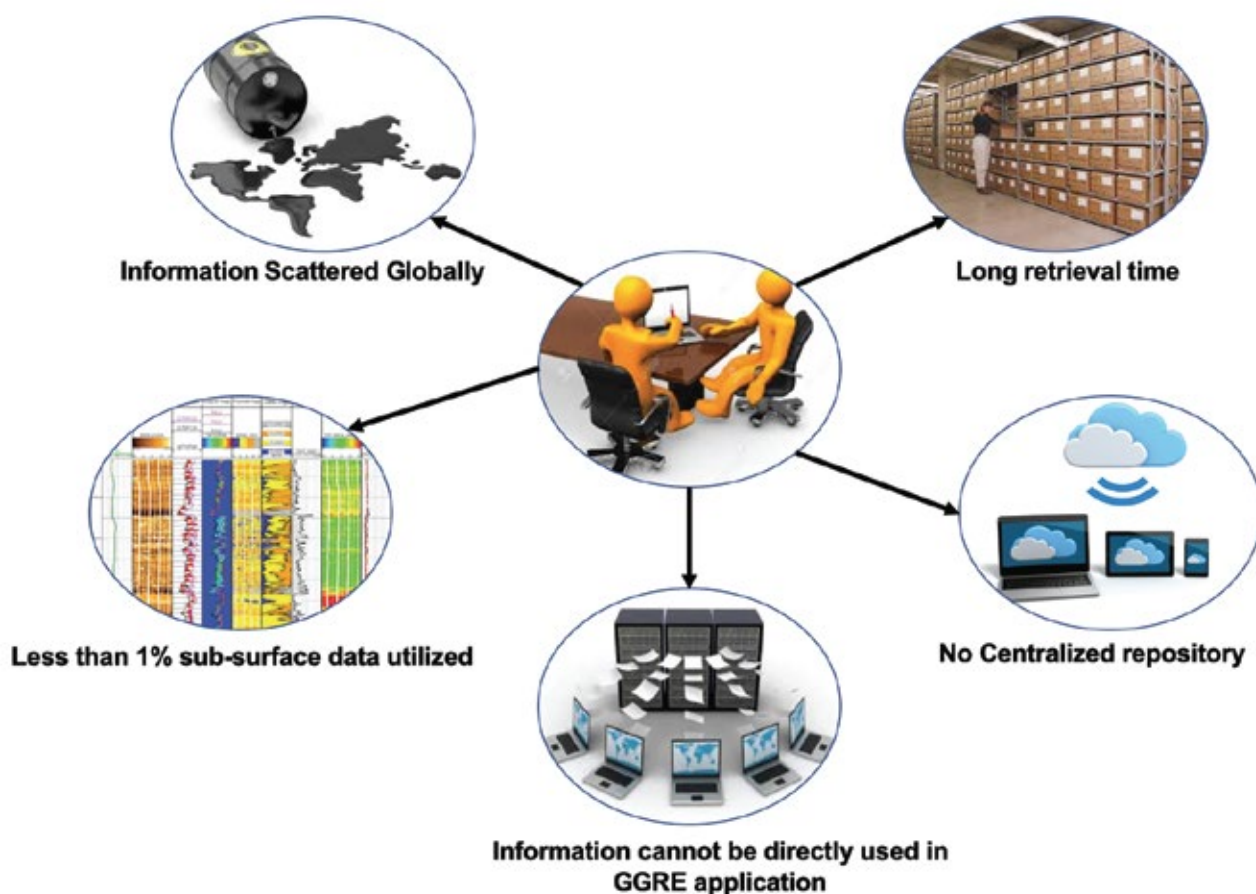 Information Scattered Globally
Long retrieval time
Less than 1% sub-surface data utilized
No Centralized repository
Information cannot be directly used in
GGRE application